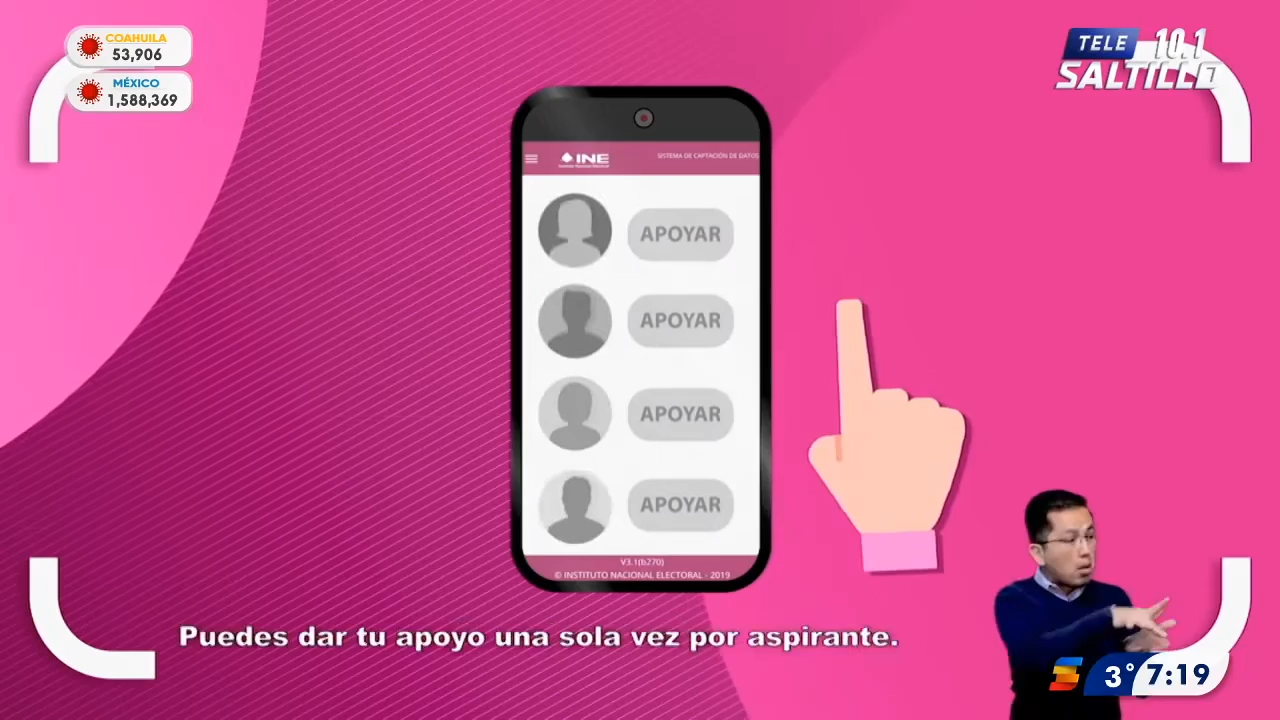 COAHUILA
53,906
MÉXICO
1,588,369
TELE 10.1
SALTILLO
INE
SISTEMA DE CAPTACIÓN DE DATOS
APOYAR
APOYAR
APOYAR
APOYAR
V3.1(b270)
© INSTITUTO NACIONAL ELECTORAL - 2019
Puedes dar tu apoyo una sola vez por aspirante.
3° 7:19